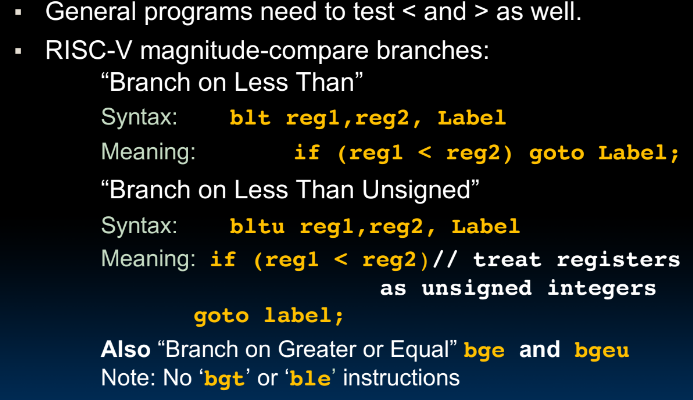 ▪ General programs need to test < and > as well.
▪ RISC-V magnitude-compare branches:
“Branch on Less Than”
Syntax: blt reg1,reg2, Label
Meaning: if (reg1 < reg2) goto Label;
“Branch on Less Than Unsigned”
Syntax: bltu reg1,reg2, Label
Meaning: if (reg1 < reg2)// treat registers
as unsigned integers
goto label;
Also “Branch on Greater or Equal” bge and bgeu
Note: No ‘bgt’ or ‘ble’ instructions